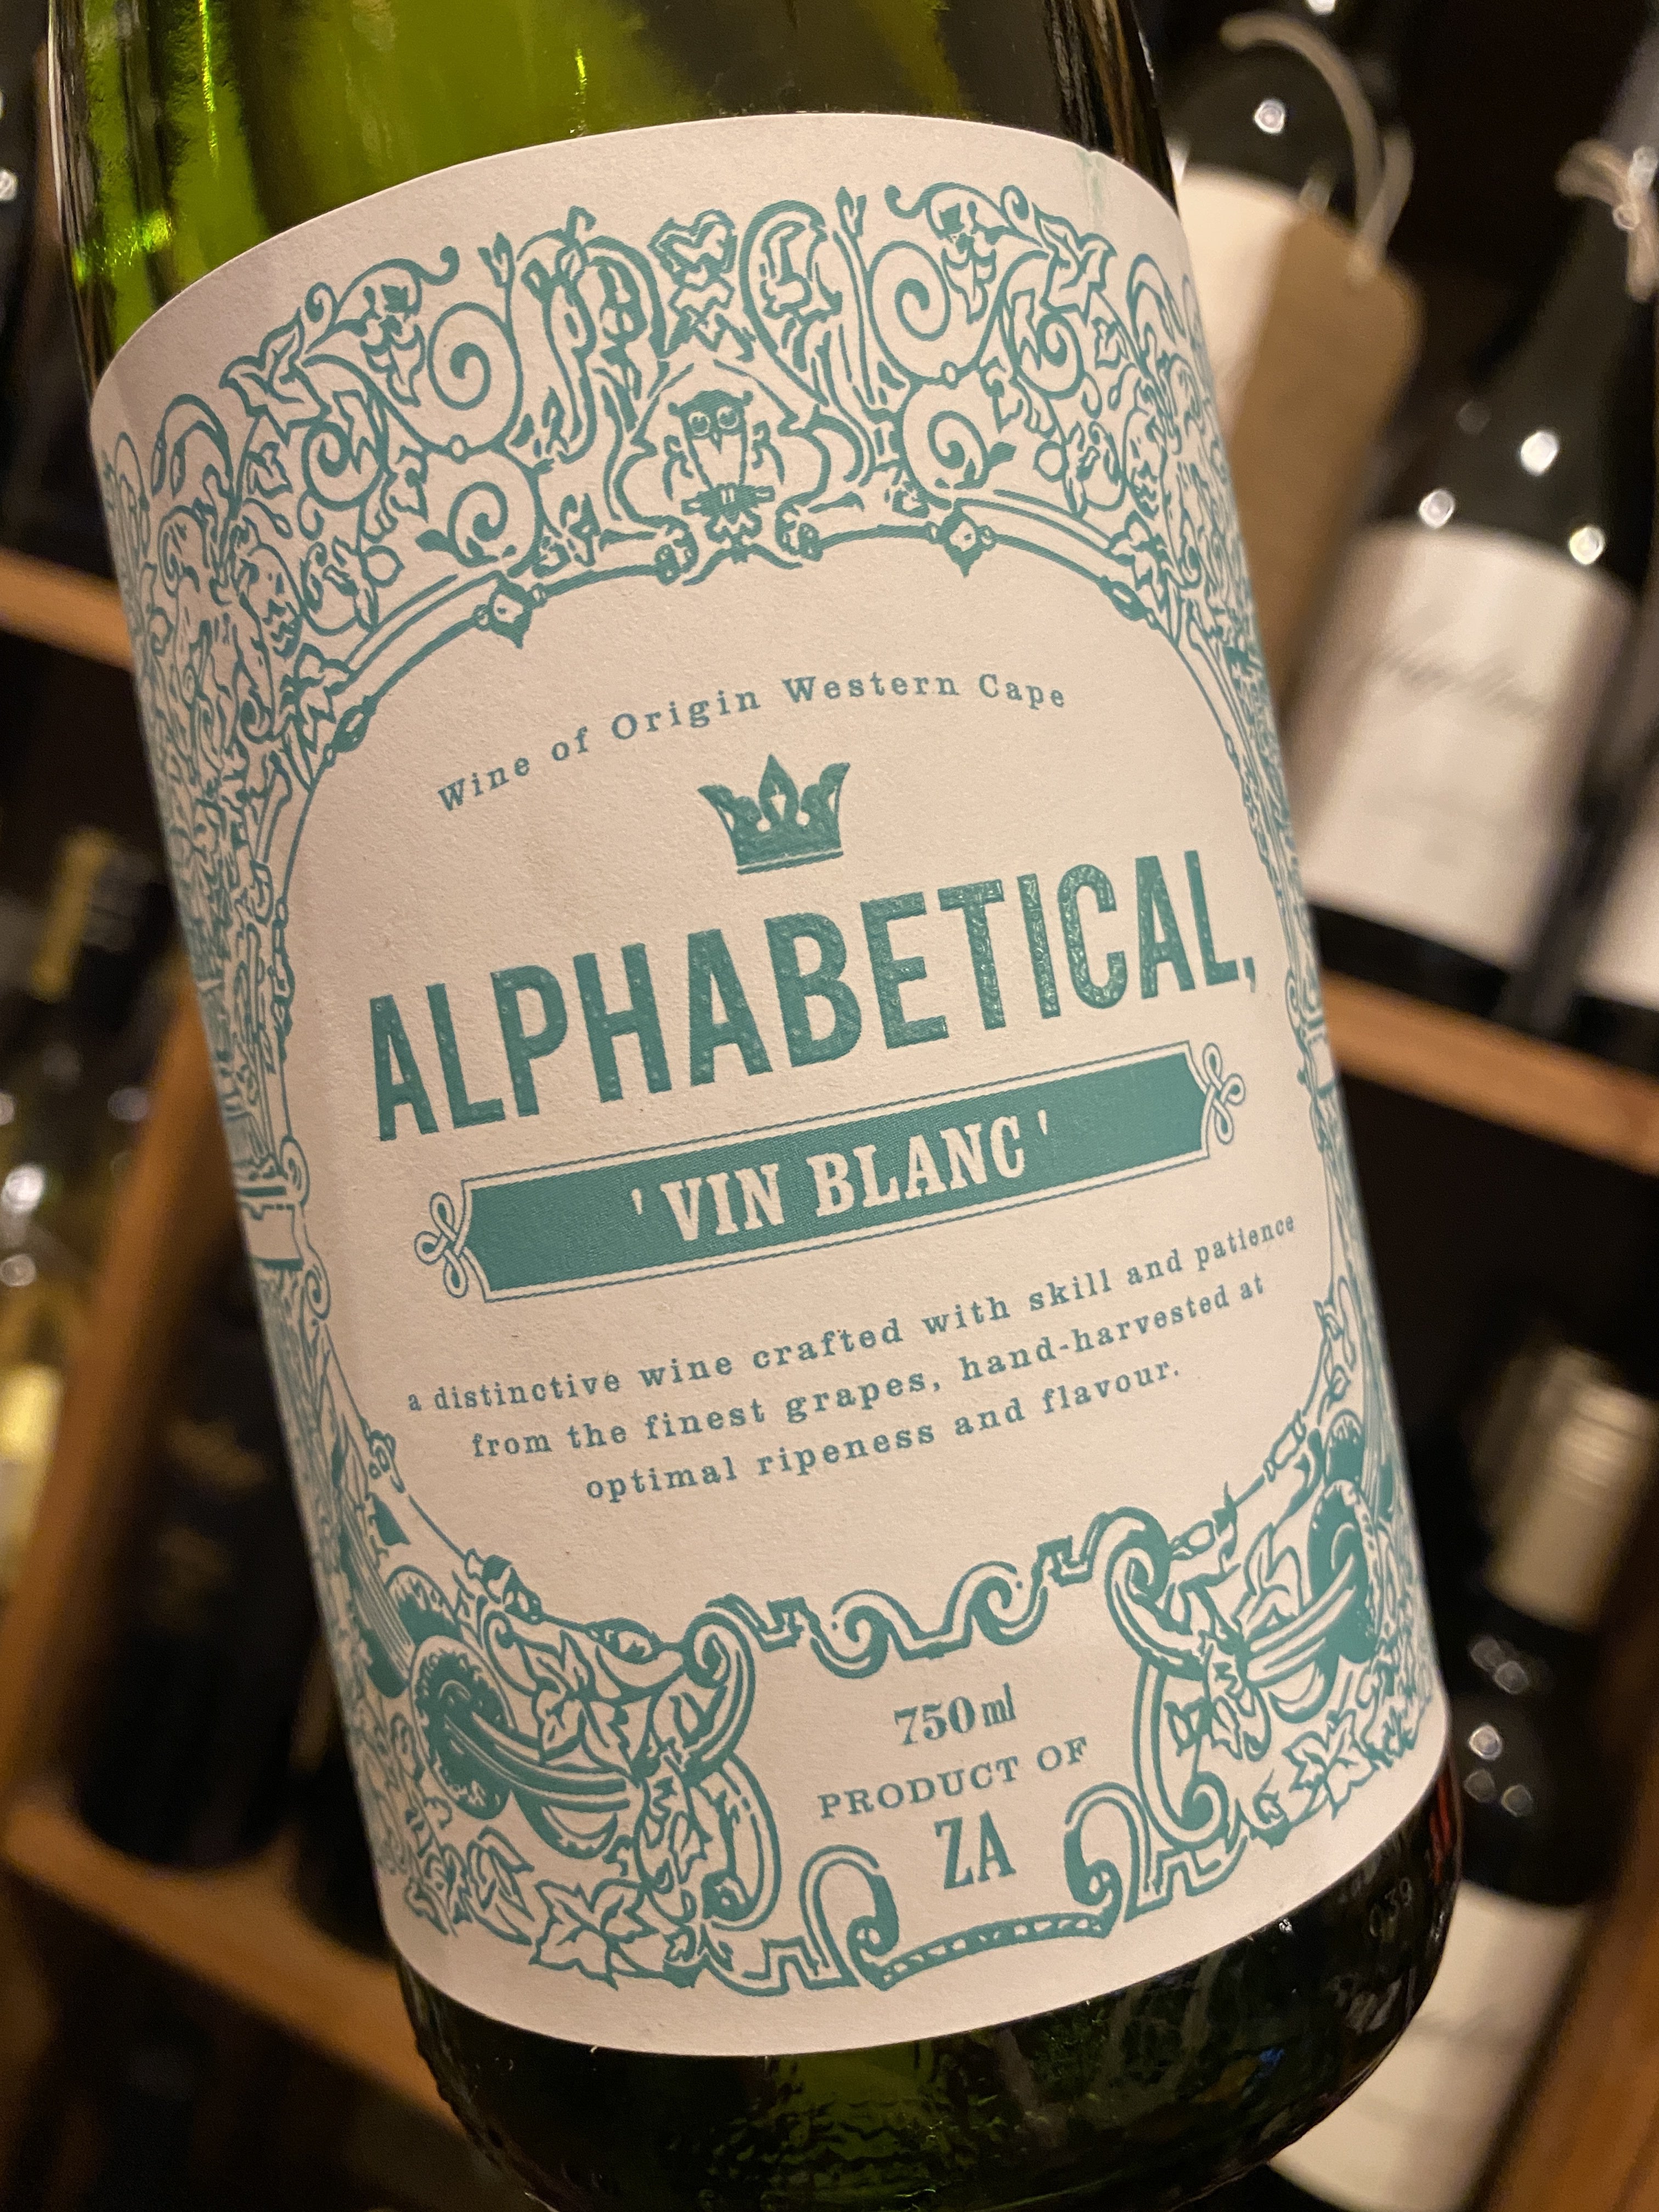 Wine of Origin Western Cape
ALPHABETICAL,
'VIN BLANC'
a distinctive wine crafted with skill and patience
from the finest grapes, hand-harvested at
optimal ripeness and flavour.
750ml
PRODUCT OF
ZA